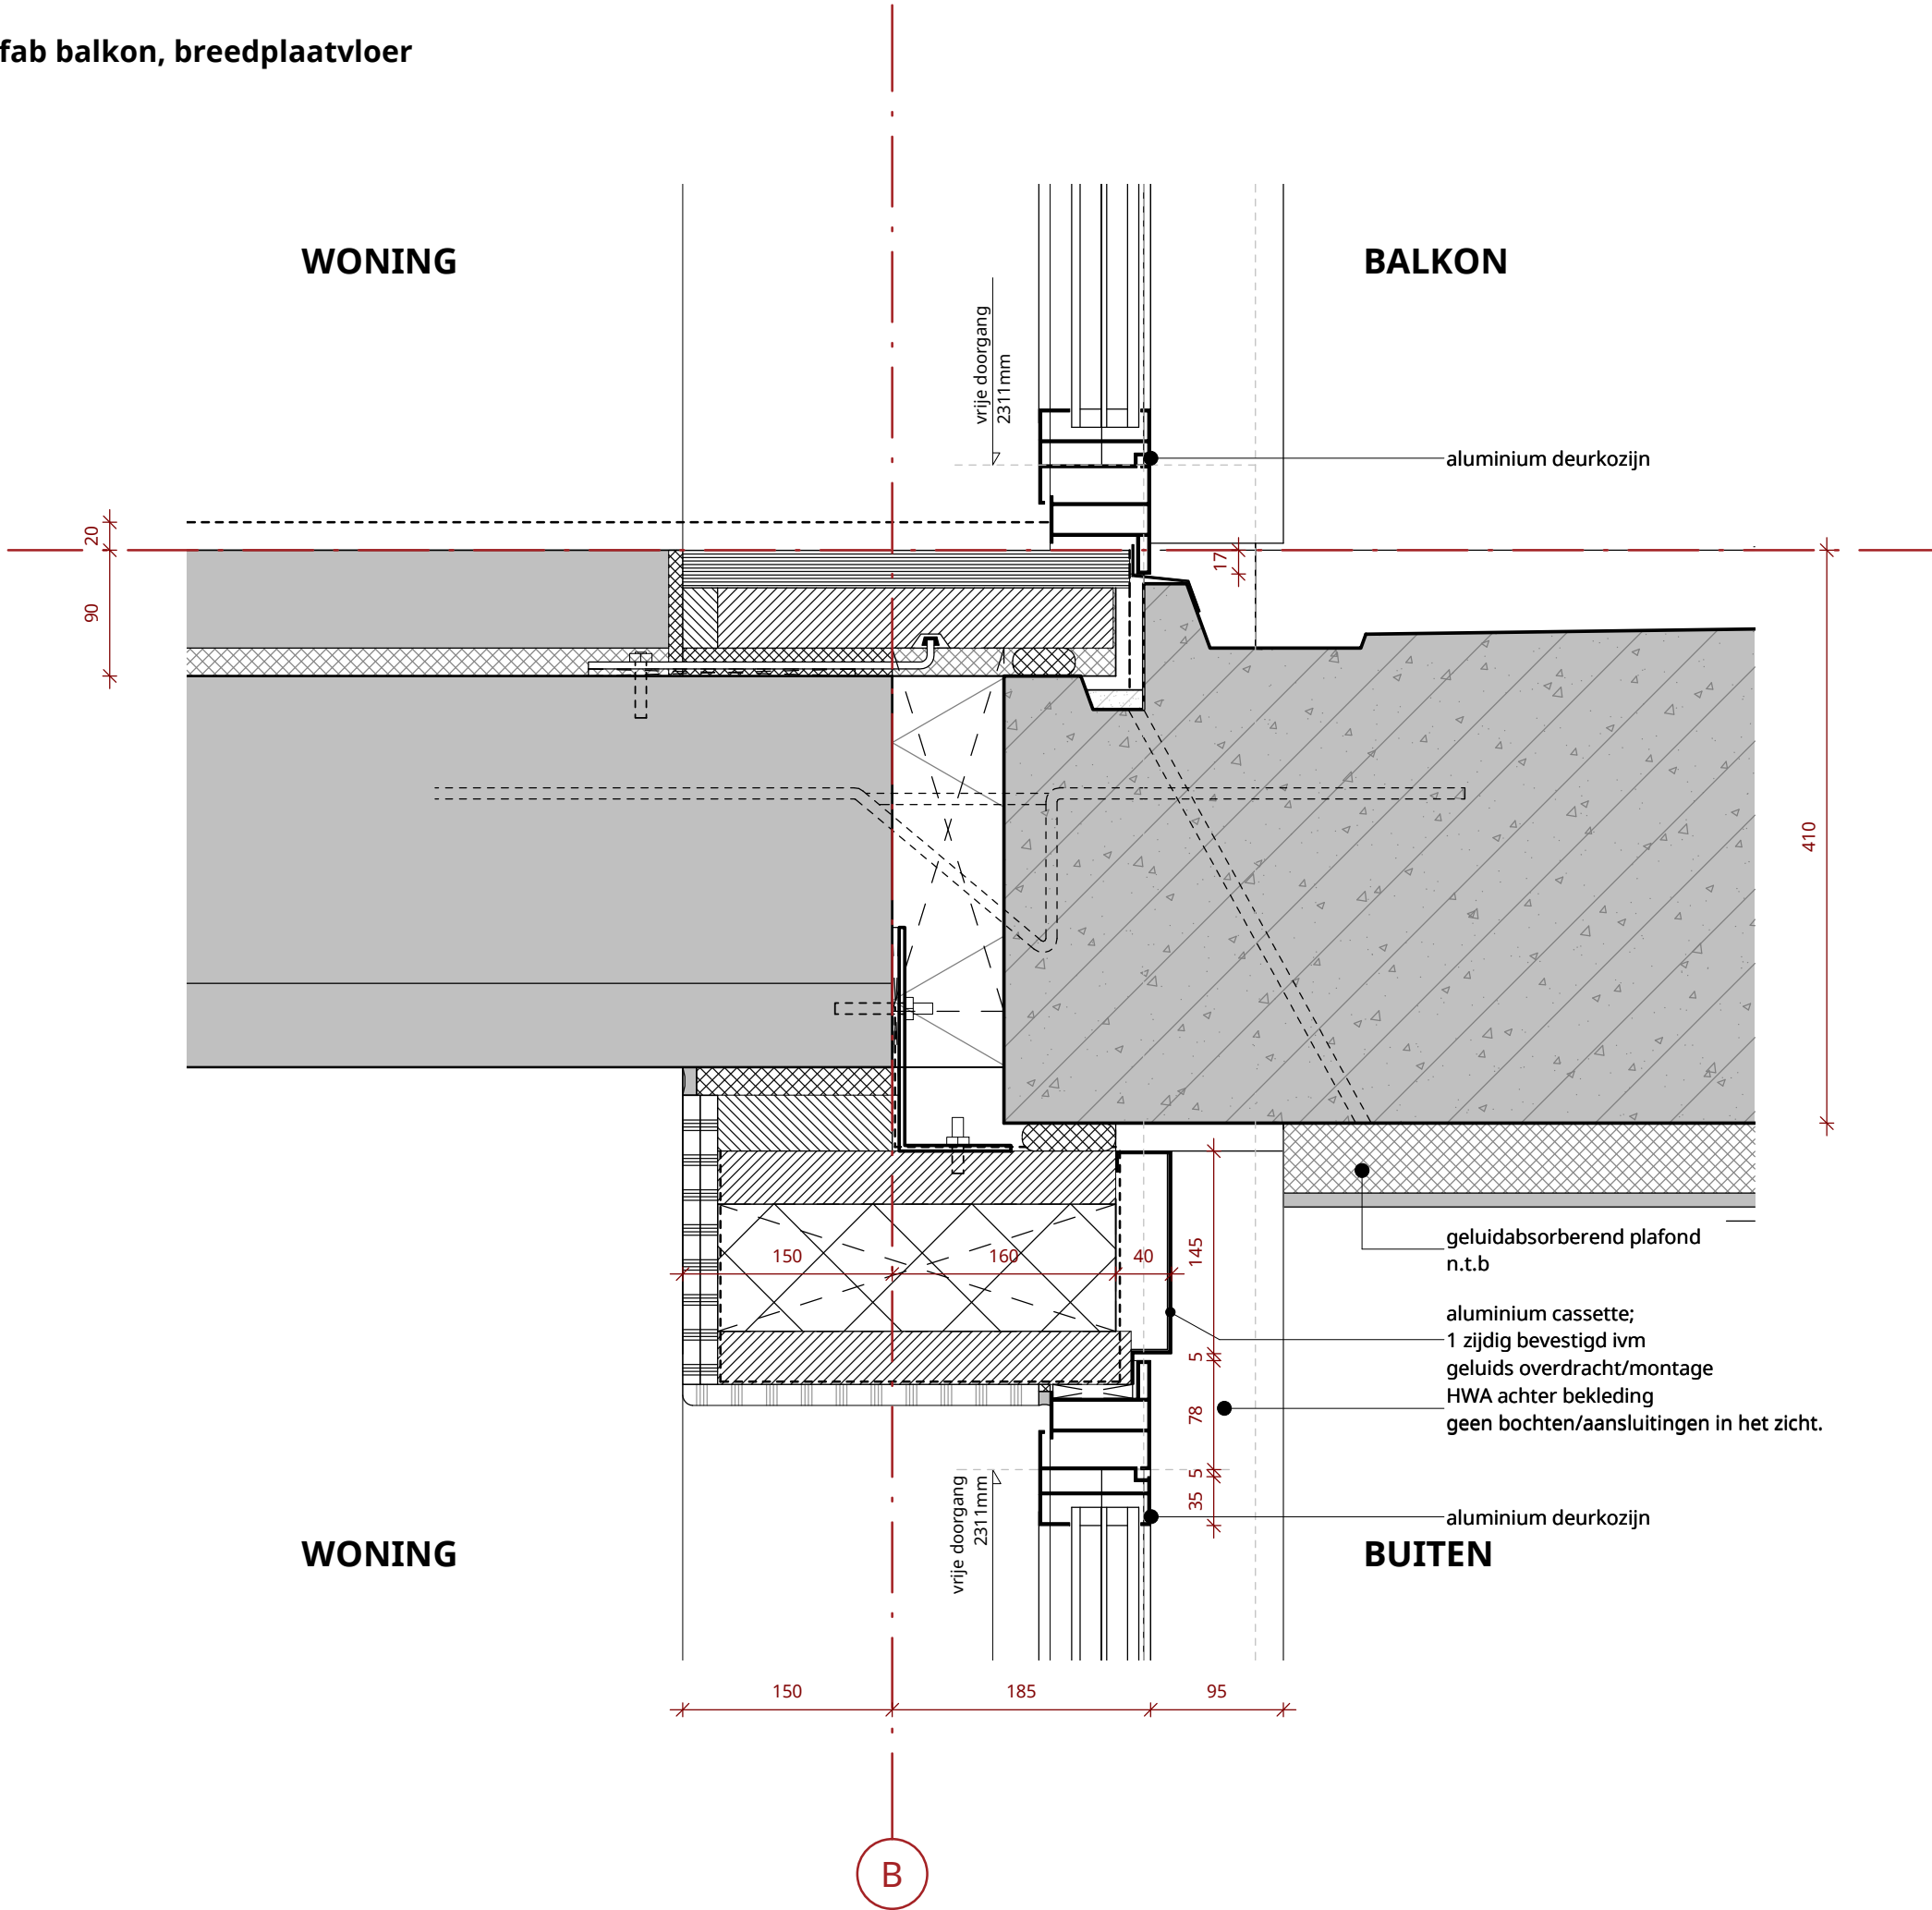 fab balkon, breedplaatvloer
WONING
BALKON
vrije doorgang
2311mm
aluminium deurkozijn
20
17
90
410
geluidabsorberend plafond
n.t.b
150
160
40
145
aluminium cassette;
1 zijdig bevestigd ivm
geluids overdracht/montage
5
HWA achter bekleding
78
geen bochten/aansluitingen in het zicht.
5
35
vrije doorgang
2311mm
aluminium deurkozijn
WONING
BUITEN
150
185
95
B